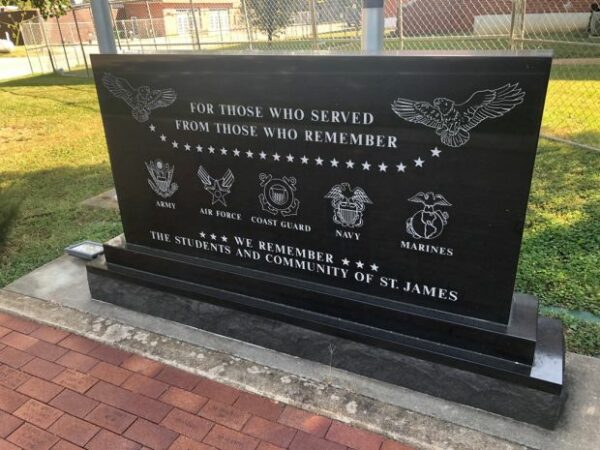 FOR THOSE WHO SERVED
FROM THOSE WHO REMEMBER
ARMY AIR FORCE COAST GUARD NAVY MARINES
★★★ WE REMEMBER ★★★
THE STUDENTS AND COMMUNITY OF ST. JAMES